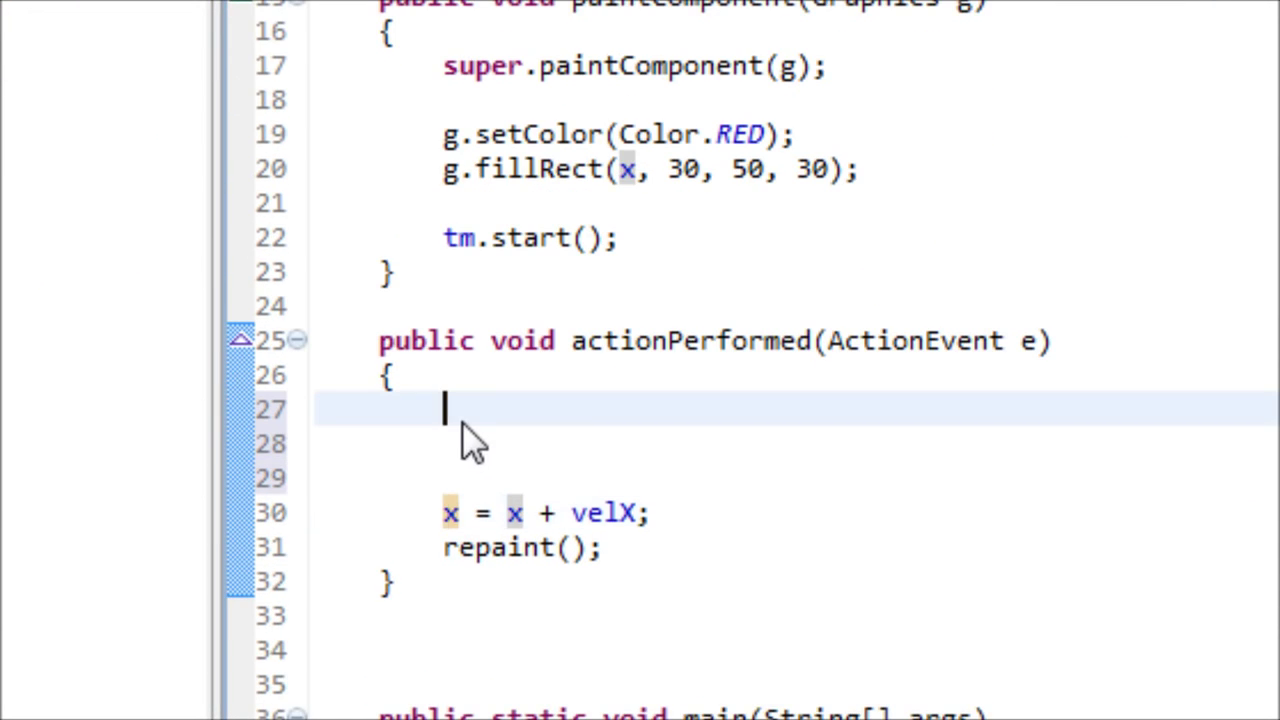 15 public void paintComponent(Graphics g)
16 {
17 super.paintComponent(g);
18
19 g.setColor(Color.RED);
20 g.fillRect(x, 30, 50, 30);
21
22 tm.start();
23 }
24
25 public void actionPerformed(ActionEvent e)
26 {
27
28
29
30 x = x + velX;
31 repaint();
32 }
33
34
35
36 public static void main(String[] args)